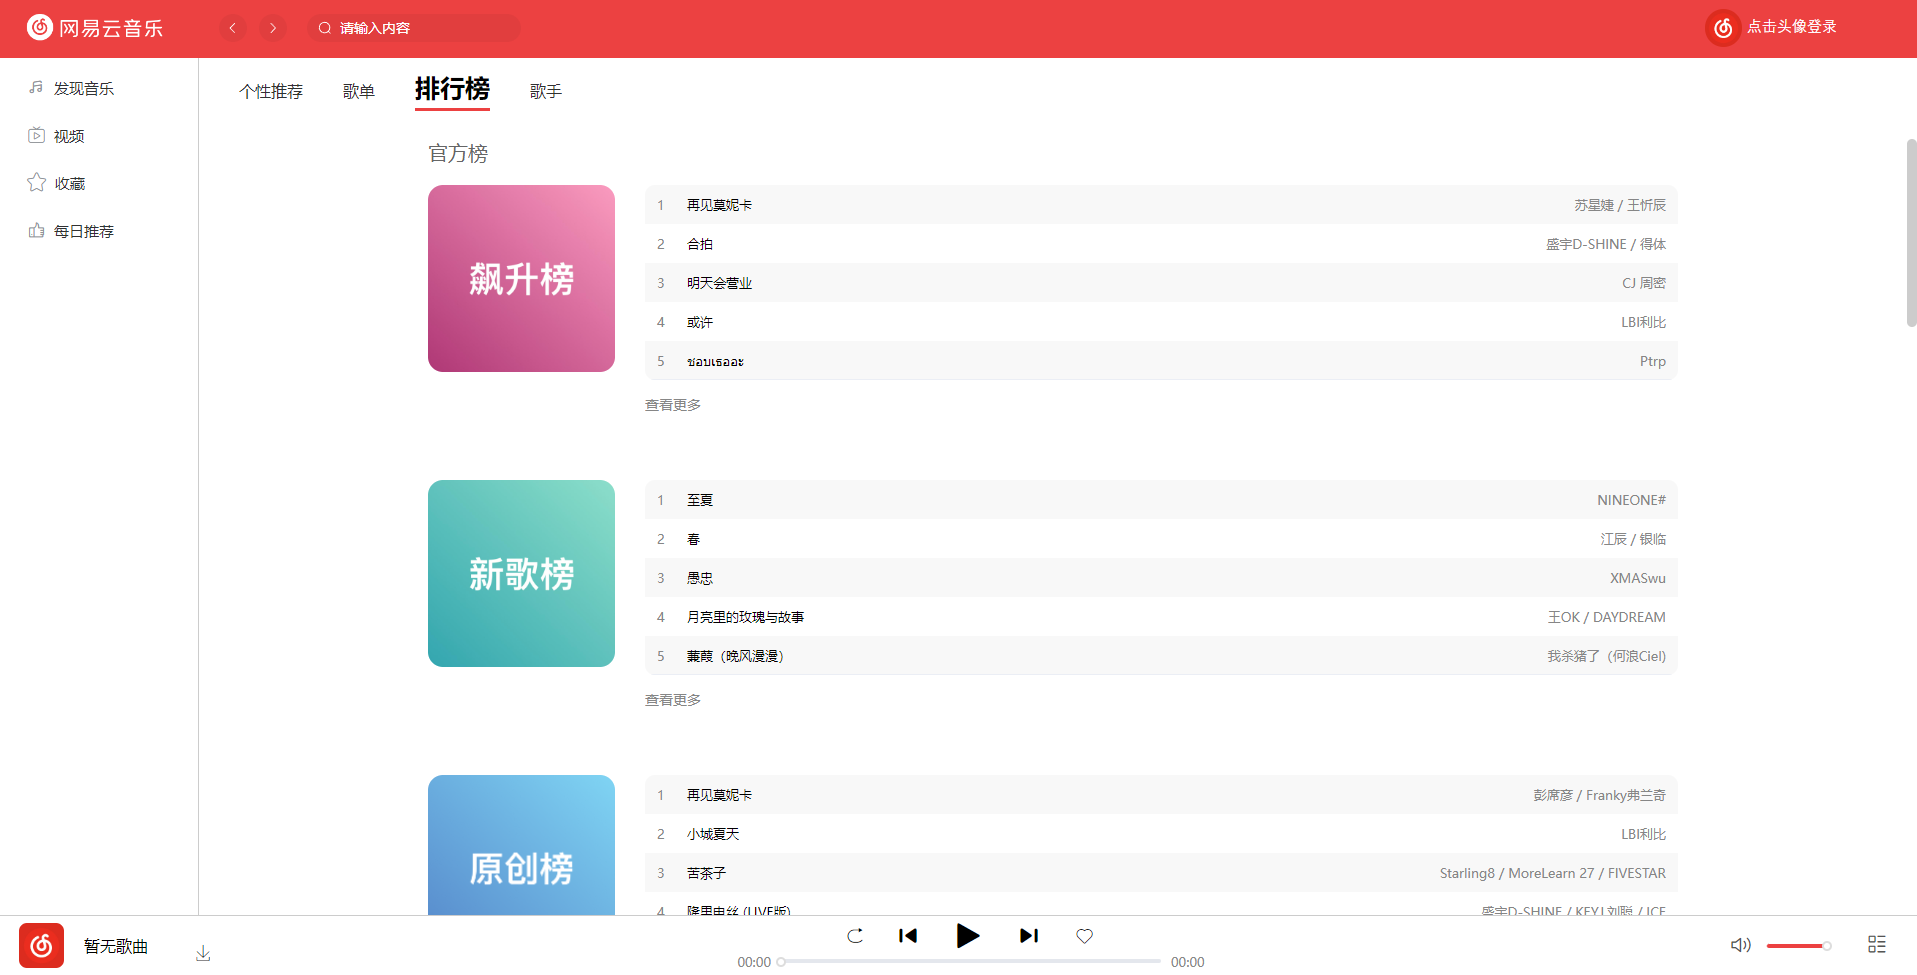 网易云音乐
请输入内容
点击头像登录
发现音乐
视频
收藏
每日推荐
个性推荐 歌单 排行榜 歌手
官方榜
飙升榜
1 再见莫妮卡 苏星婕 / 王忻辰
2 合拍 盛宇D-SHINE / 得体
3 明天会营业 CJ 周密
4 或许 LBI利比
5 ชอบเธออะ Ptrp
查看更多
新歌榜
1 至夏 NINEONE#
2 春 江辰 / 银临
3 愚忠 XMASwu
4 月亮里的玫瑰与故事 王OK / DAYDREAM
5 蒹葭（晚风漫漫） 我杀猪了（何浪Ciel)
查看更多
原创榜
1 再见莫妮卡 彭席彦 / Franky弗兰奇
2 小城夏天 LBI利比
3 苦茶子 Starling8 / MoreLearn 27 / FIVESTAR
4 隆里电丝 (LIVE版) 盛宇D-SHINE / KEY.L刘聪 / ICE
暂无歌曲
00:00 00:00